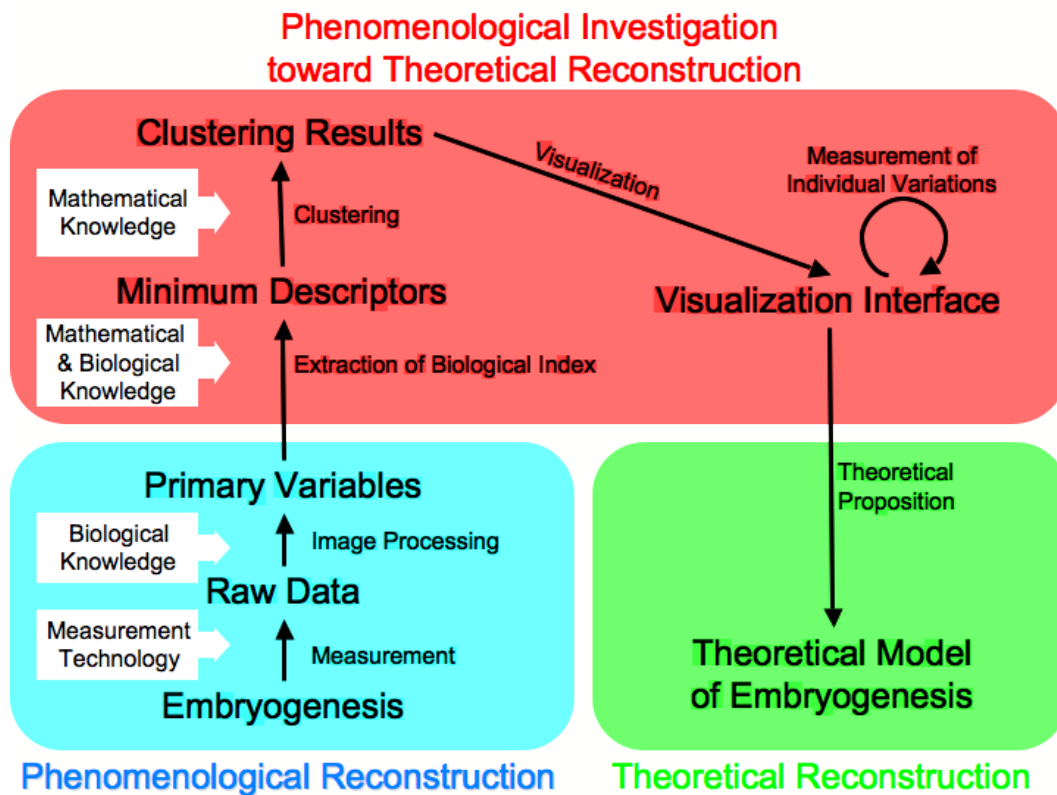 Phenomenological Investigation
toward Theoretical Reconstruction
Clustering Results
Visualization
Measurement of
Individual Variations
Mathematical
Knowledge
Clustering
Minimum Descriptors
Visualization Interface
Mathematical
& Biological
Knowledge
Extraction of Biological Index
Primary Variables
Theoretical
Proposition
Biological
Knowledge
Image Processing
Raw Data
Measurement
Technology
Measurement
Embryogenesis
Theoretical Model
of Embryogenesis
Phenomenological Reconstruction
Theoretical Reconstruction